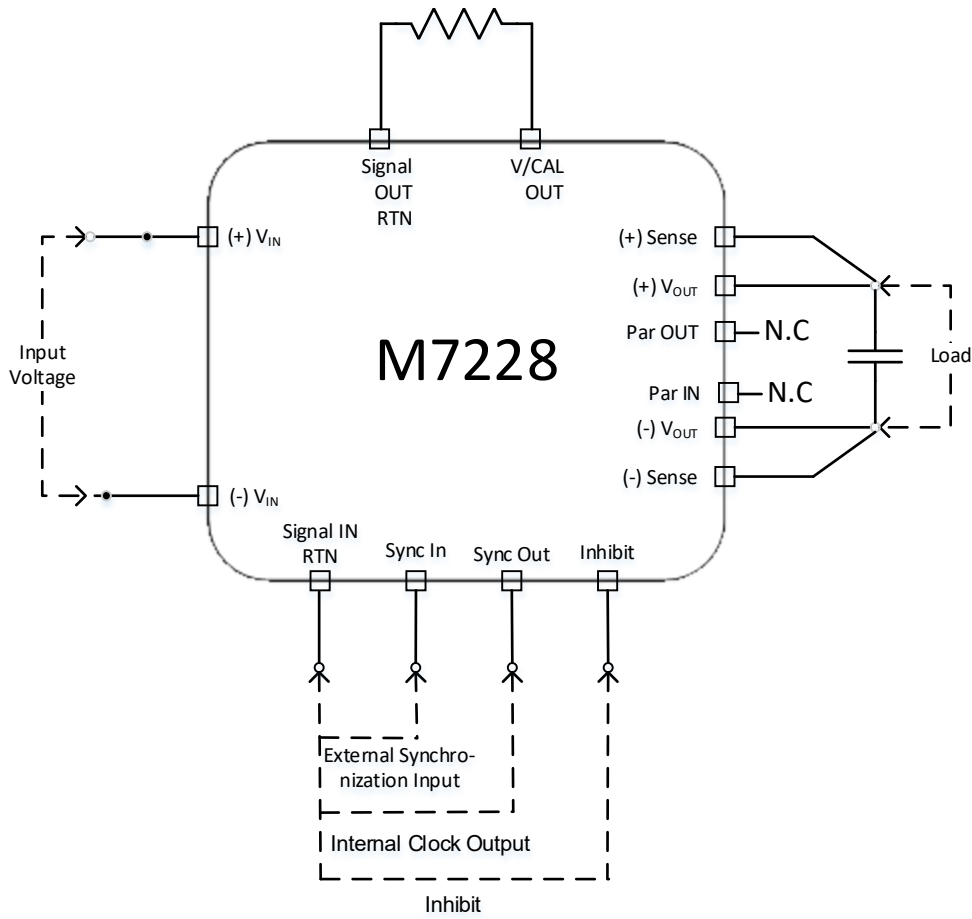 Signal
OUT
RTN
V/CAL
OUT
(+) VIN
(+) Sense
(+) VOUT
Par OUT
N.C
Input
Voltage
M7228
Load
Par IN
N.C
(-) VOUT
(-) Sense
(-) VIN
Signal IN
RTN
Sync In
Sync Out
Inhibit
External Synchro-
nization Input
Internal Clock Output
Inhibit